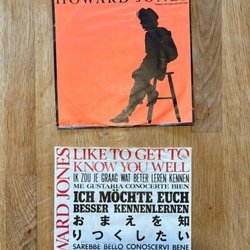 HOWARD JONES
HOWARD JONES
LIKE TO GET TO
KNOW YOU WELL
IK ZOU JE GRAAG WAT BETER LEREN KENNEN
ME GUSTARIA CONOCERTE BIEN
ICH MÖCHTE EUCH
BESSER KENNENLERNEN
おまえを知
りつくしたい
SAREBBE BELLO CONOSCERVI BENE